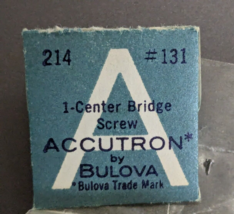 214 #131
1-Center Bridge
Screw
ACCUTRON*
by
BULOVA
*Bulova Trade Mark